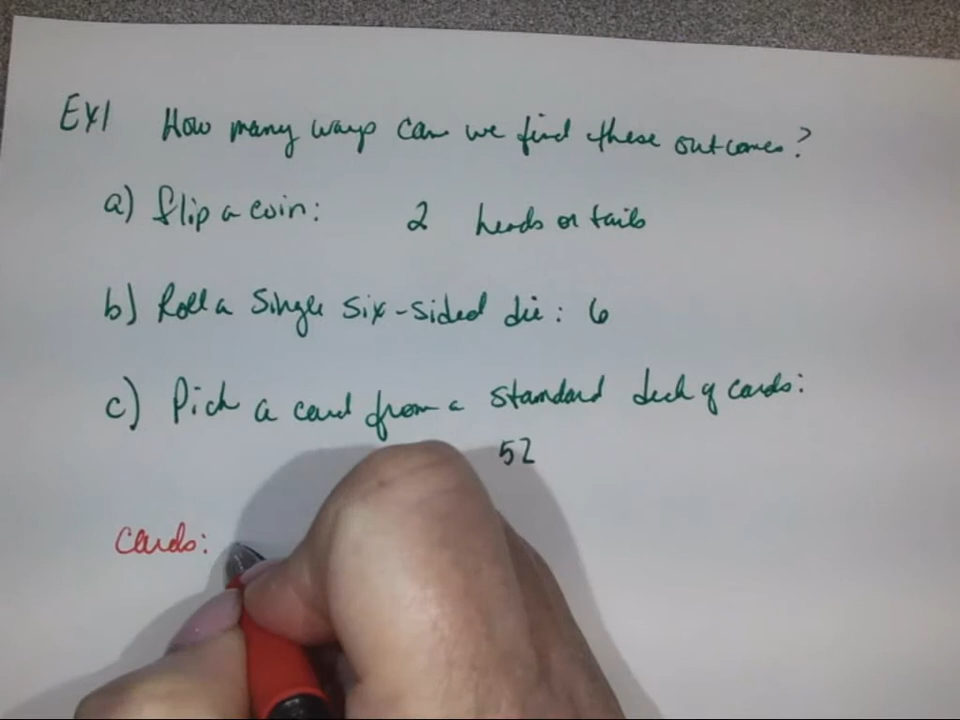 Ex1 How many ways can we find these outcomes?
a) flip a coin: 2 heads or tails
b) Roll a single six-sided die: 6
c) Pick a card from a standard deck of cards:
52
cards: